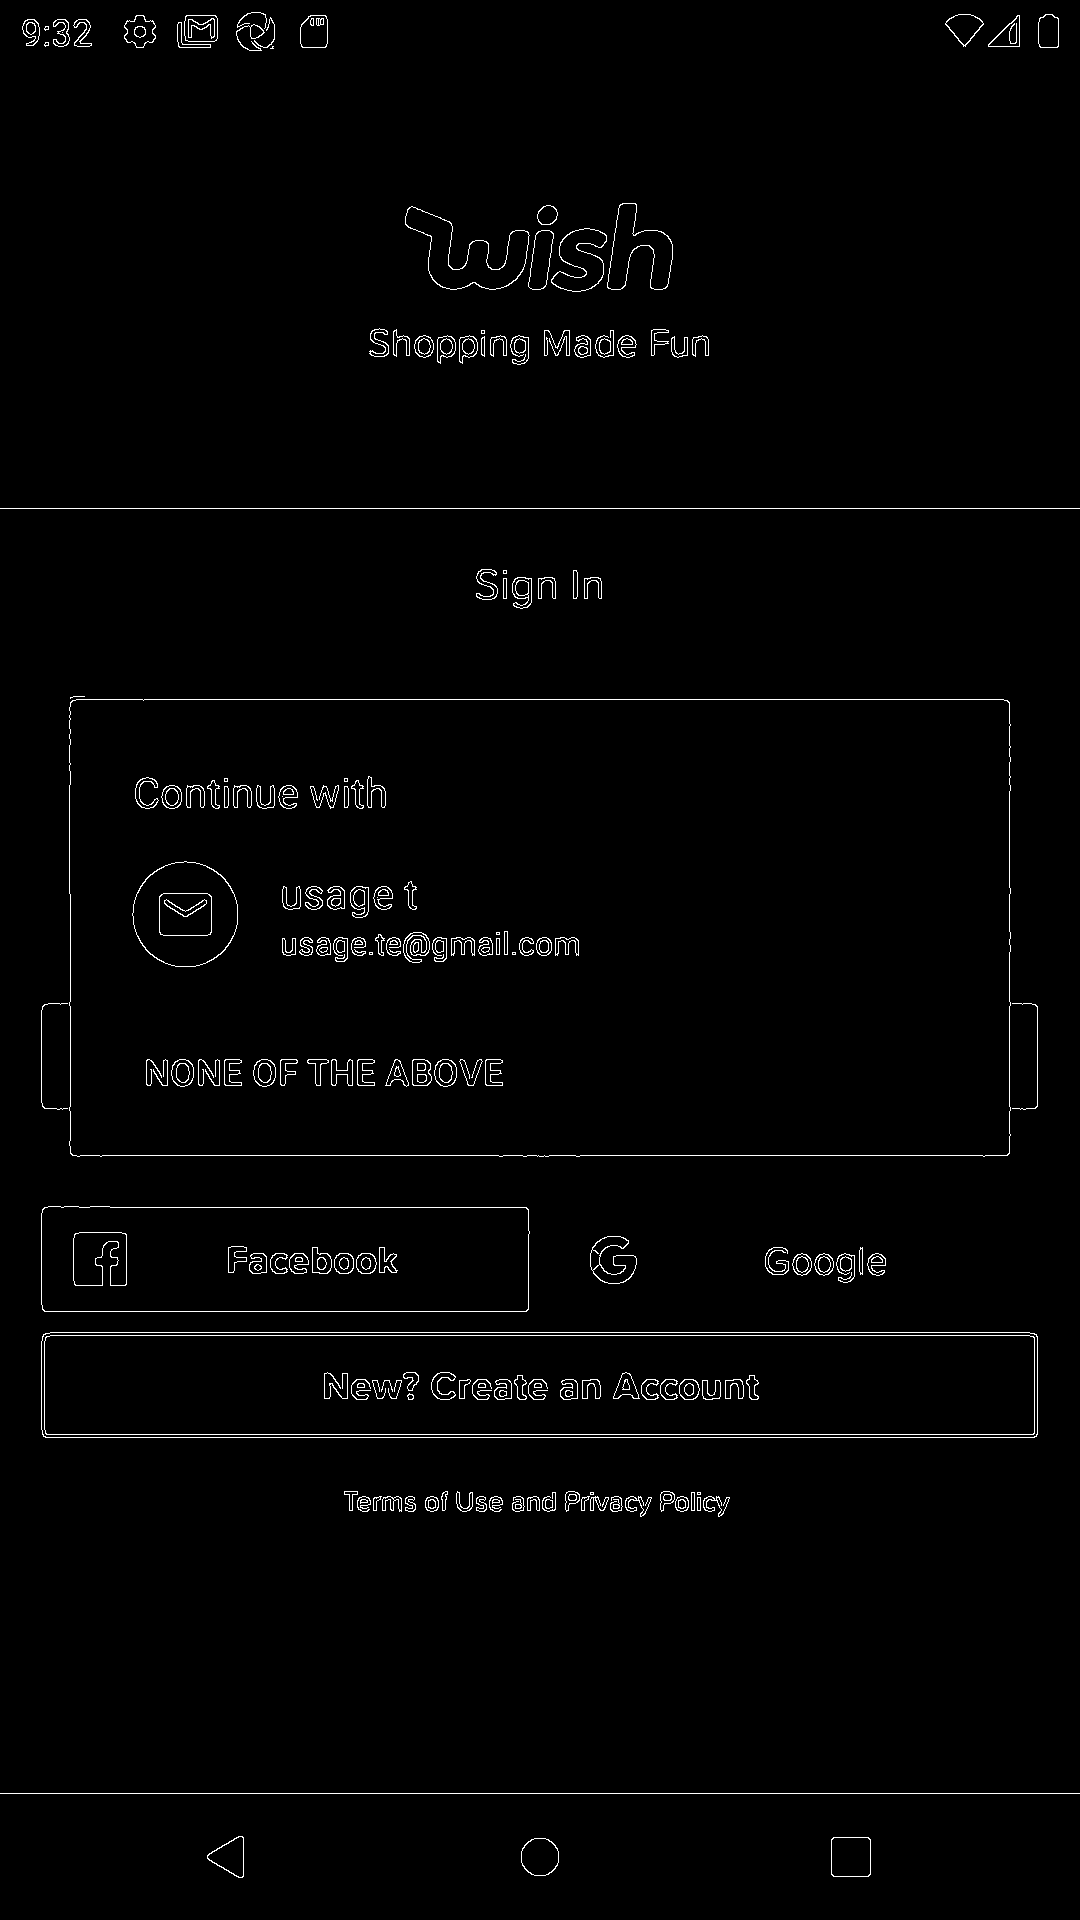 9:32
wish
Shopping Made Fun
Sign In
Continue with
usage t
usage.te@gmail.com
NONE OF THE ABOVE
Facebook
Google
New? Create an Account
Terms of Use and Privacy Policy